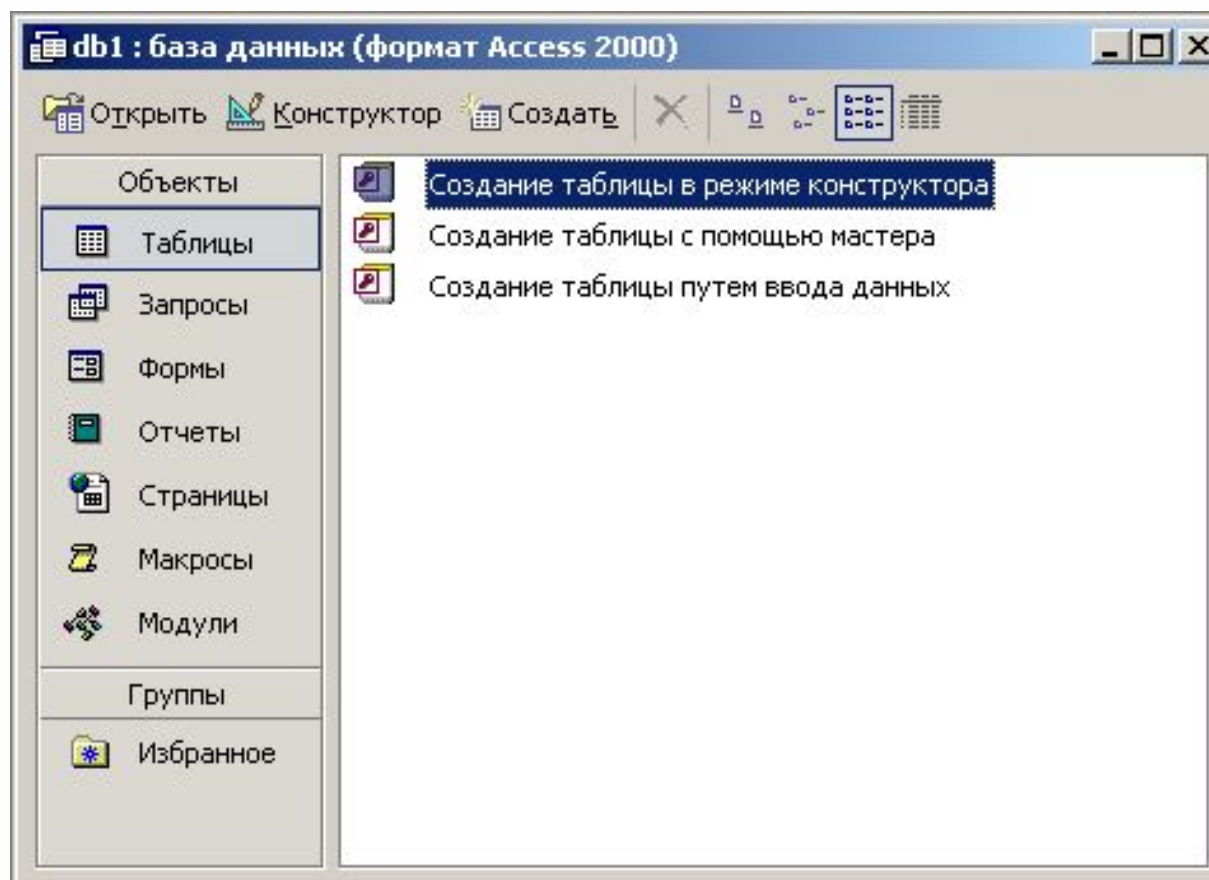 db1 : база данных (формат Access 2000)
Открыть Конструктор Создать
Объекты
Таблицы
Запросы
Формы
Отчеты
Страницы
Макросы
Модули
Группы
Избранное
Создание таблицы в режиме конструктора
Создание таблицы с помощью мастера
Создание таблицы путем ввода данных